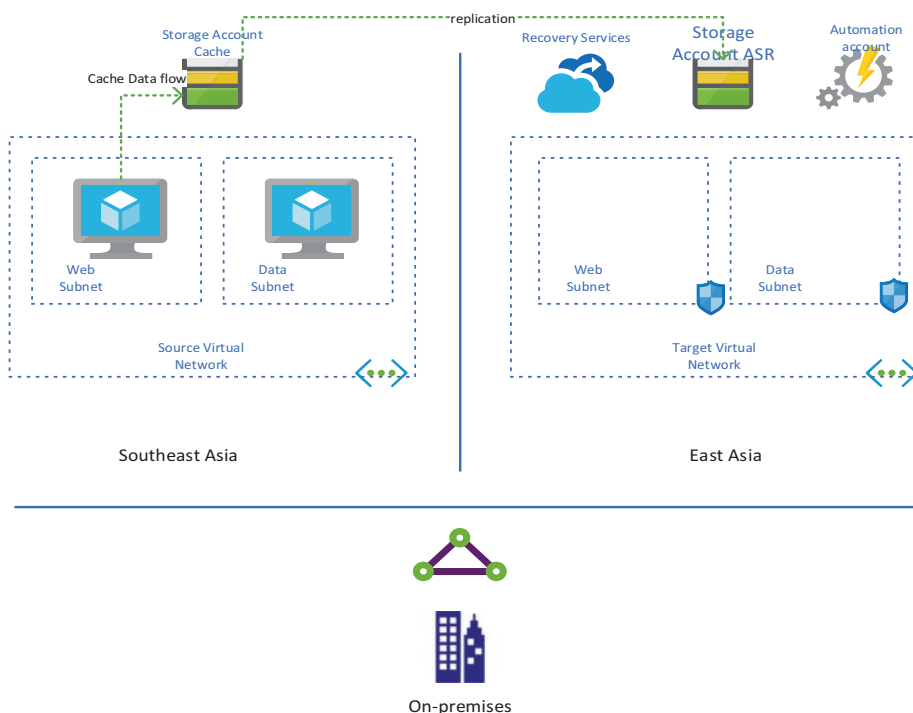 replication
Storage Account
Cache
Recovery Services
Storage
Account ASR
Automation
account
Cache Data flow
Web
Subnet
Data
Subnet
Web
Subnet
Data
Subnet
Source Virtual
Network
Target Virtual
Network
Southeast Asia
East Asia
On-premises